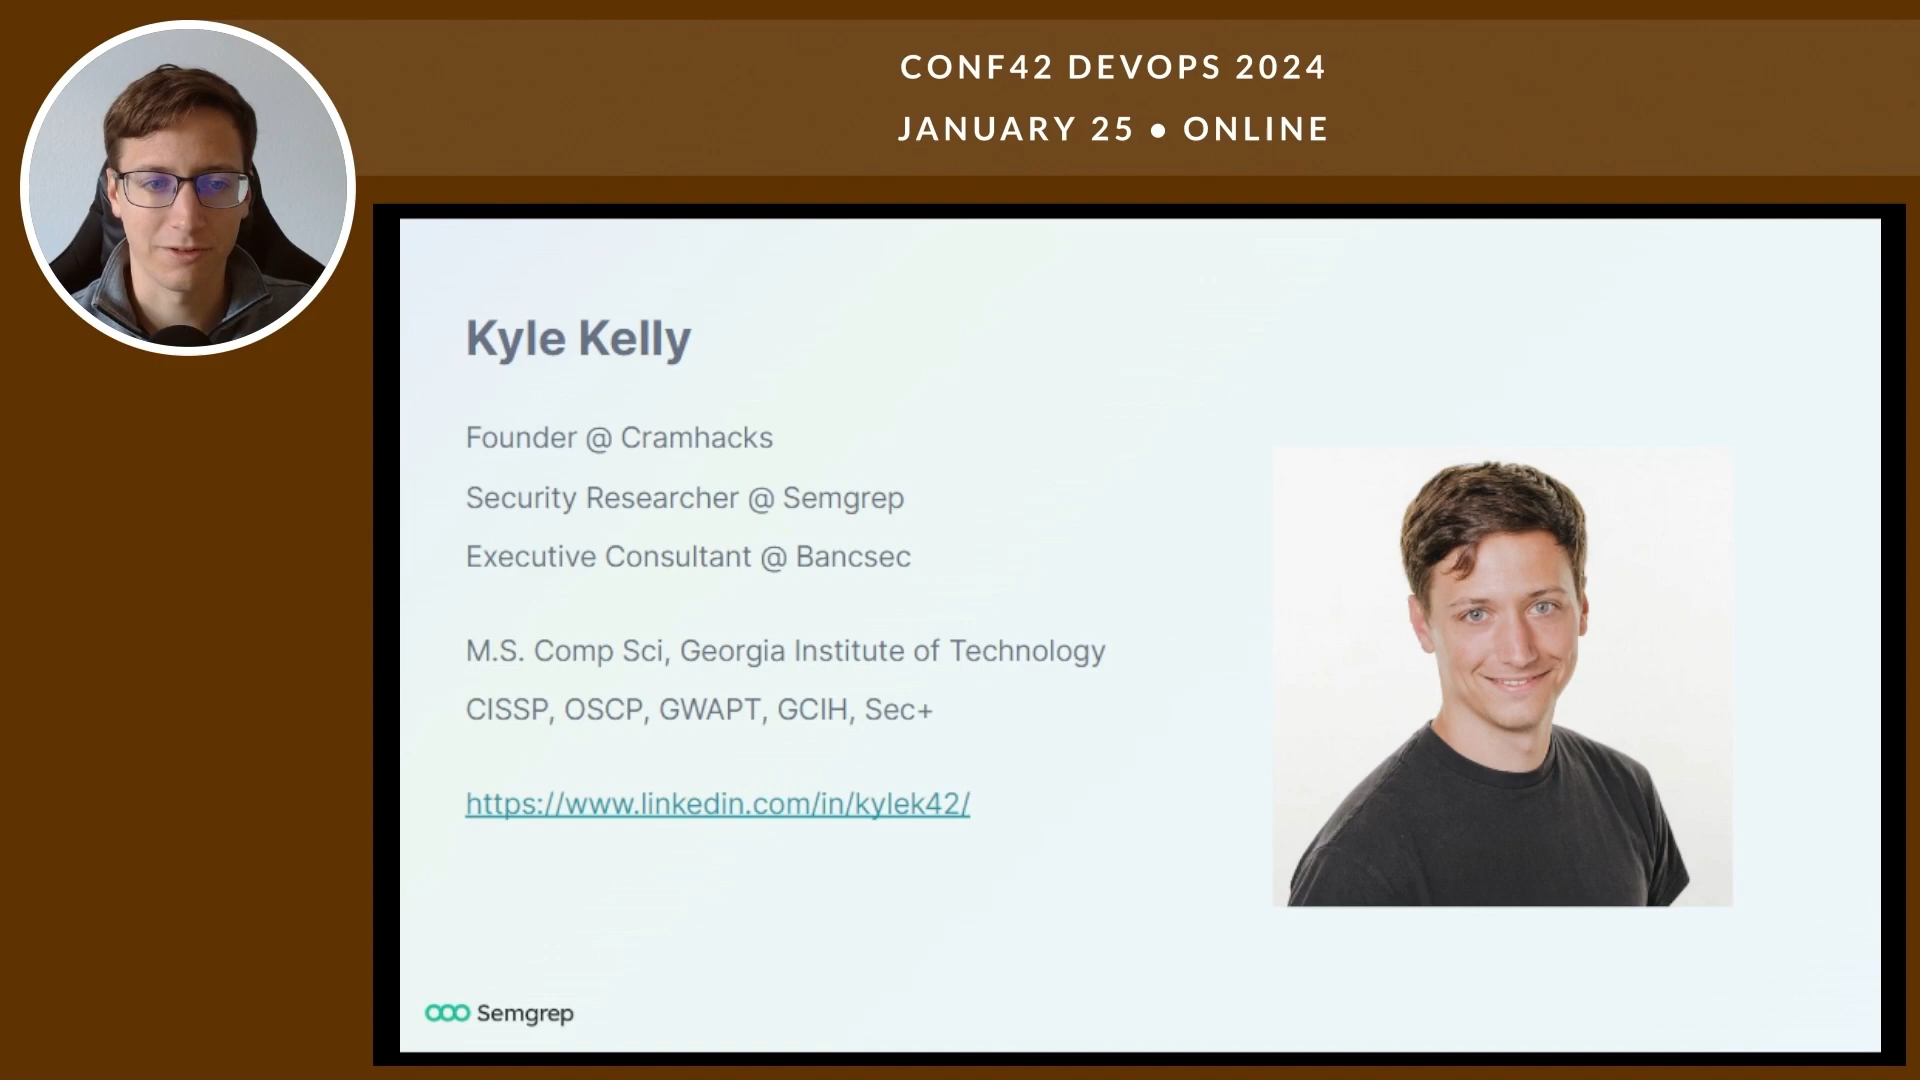 CONF42 DEVOPS 2024
JANUARY 25 • ONLINE
Kyle Kelly
Founder @ Cramhacks
Security Researcher @ Semgrep
Executive Consultant @ Bancsec
M.S. Comp Sci, Georgia Institute of Technology
CISSP, OSCP, GWAPT, GCIH, Sec+
https://www.linkedin.com/in/kylek42/
Semgrep